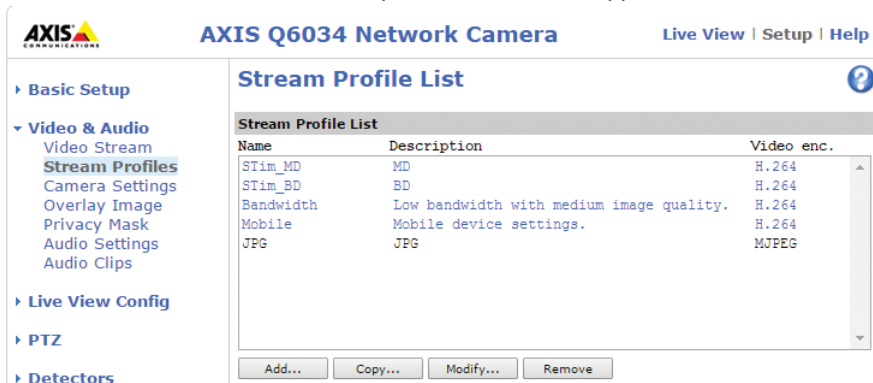 AXIS
COMMUNICATIONS
AXIS Q6034 Network Camera
Live View | Setup | Help
Basic Setup
Video & Audio
Video Stream
Stream Profiles
Camera Settings
Overlay Image
Privacy Mask
Audio Settings
Audio Clips
Live View Config
PTZ
Detectors
Stream Profile List
?
Stream Profile List
Name Description Video enc.
STim_MD MD H.264
STim_BD BD H.264
Bandwidth Low bandwidth with medium image quality. H.264
Mobile Mobile device settings. H.264
JPG JPG MJPEG
Add... Copy... Modify... Remove